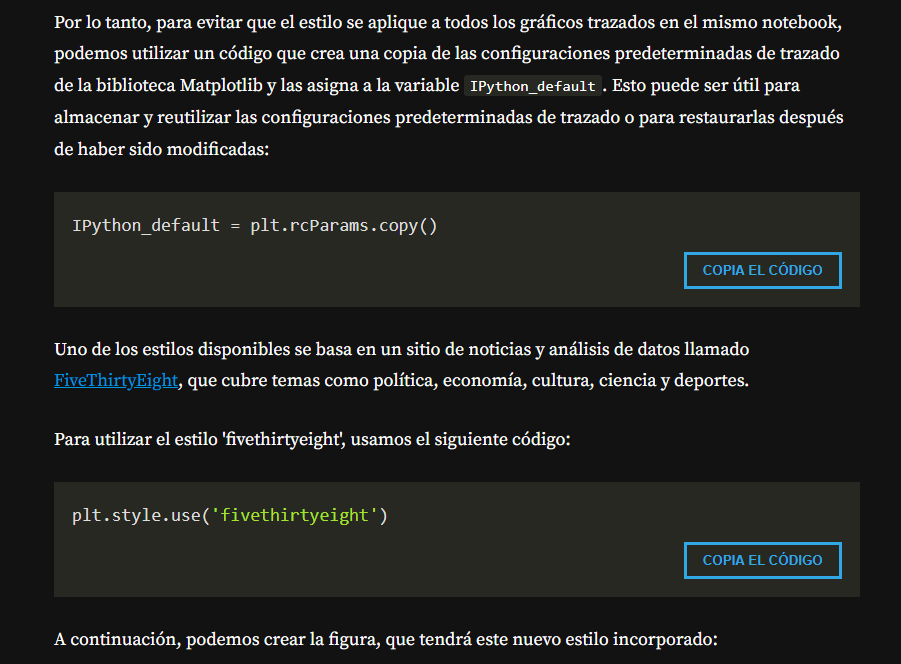 Por lo tanto, para evitar que el estilo se aplique a todos los gráficos trazados en el mismo notebook,
podemos utilizar un código que crea una copia de las configuraciones predeterminadas de trazado
de la biblioteca Matplotlib y las asigna a la variable IPython_default. Esto puede ser útil para
almacenar y reutilizar las configuraciones predeterminadas de trazado o para restaurarlas después
de haber sido modificadas:
IPython_default = plt.rcParams.copy()
COPIA EL CÓDIGO
Uno de los estilos disponibles se basa en un sitio de noticias y análisis de datos llamado
FiveThirtyEight, que cubre temas como política, economía, cultura, ciencia y deportes.
Para utilizar el estilo 'fivethirtyeight', usamos el siguiente código:
plt.style.use('fivethirtyeight')
COPIA EL CÓDIGO
A continuación, podemos crear la figura, que tendrá este nuevo estilo incorporado: